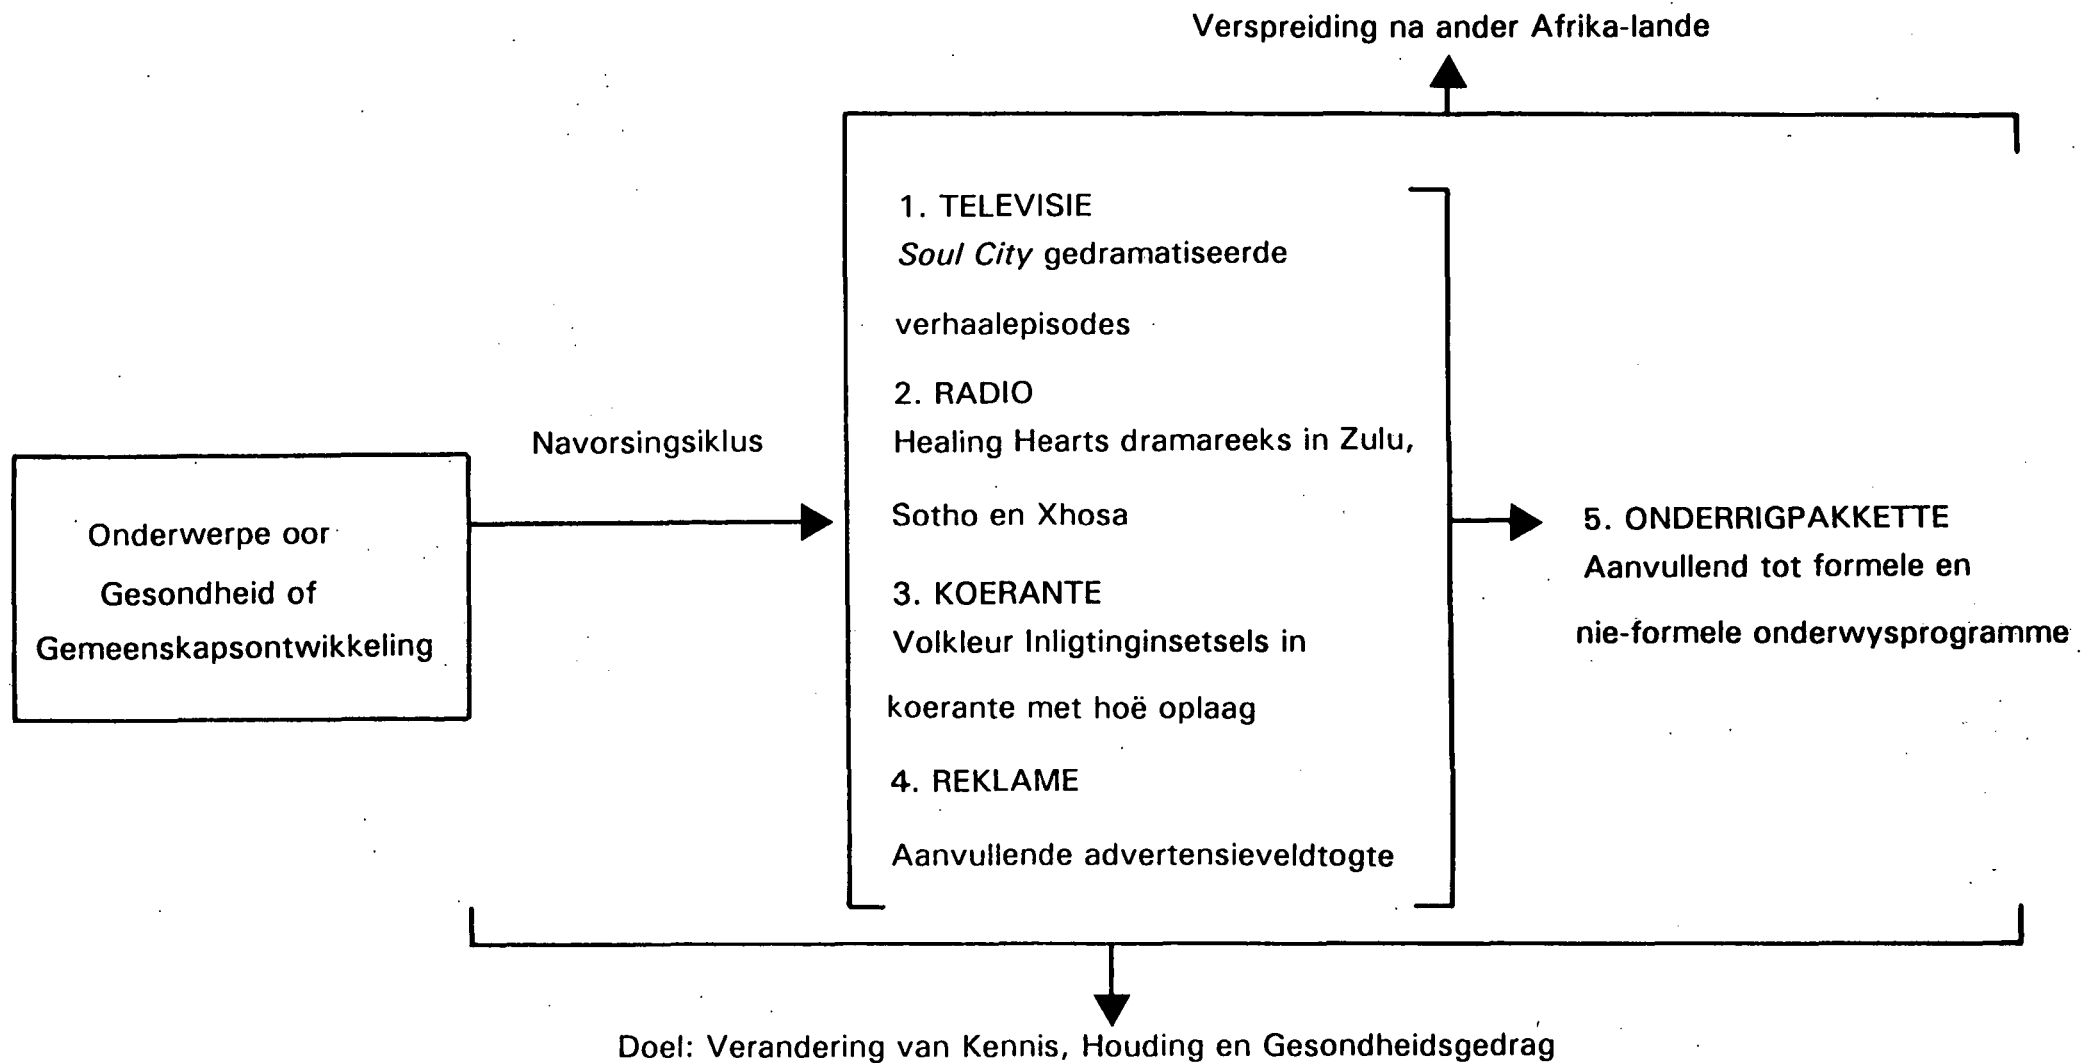 Verspreiding na ander Afrika-lande
1. TELEVISIE
Soul City gedramatiseerde
verhaalepisodes
2. RADIO
Healing Hearts dramareeks in Zulu,
Sotho en Xhosa
3. KOERANTE
Volkleur Inligtinginsetsels in
koerante met hoë oplaag
4. REKLAME
Aanvullende advertensieveldtogte
Navorsingsiklus
Onderwerpe oor
Gesondheid of
Gemeenskapsontwikkeling
5. ONDERRIGPAKKETTE
Aanvullend tot formele en
nie-formele onderwysprogramme
Doel: Verandering van Kennis, Houding en Gesondheidsgedrag